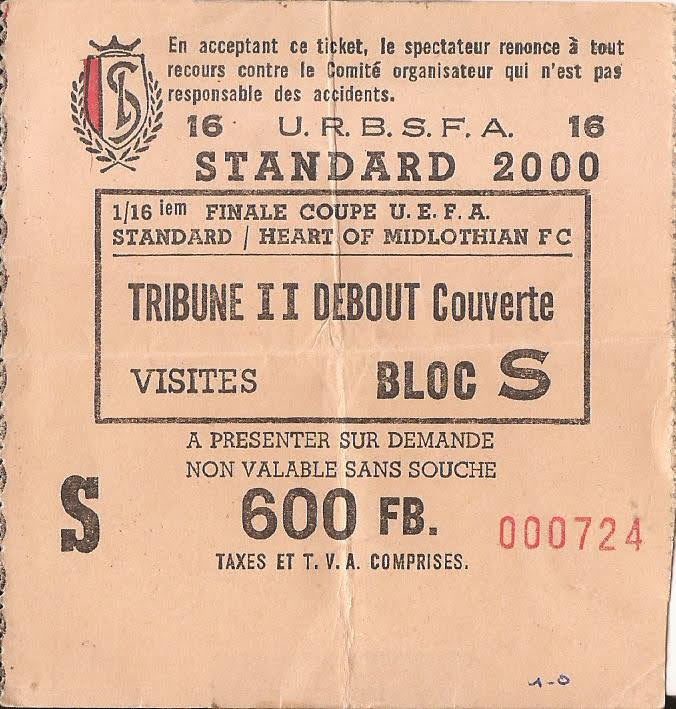 En acceptant ce ticket, le spectateur renonce à tout
recours contre le Comité organisateur qui n'est pas
responsable des accidents.
16 U.R.B.S.F.A. 16
STANDARD 2000
1/16 iem FINALE COUPE U.E.F.A.
STANDARD / HEART OF MIDLOTHIAN FC
TRIBUNE II DEBOUT Couverte
VISITES BLOC S
A PRESENTER SUR DEMANDE
NON VALABLE SANS SOUCHE
S 600 FB. 000724
TAXES ET T.V.A. COMPRISES.
1-0